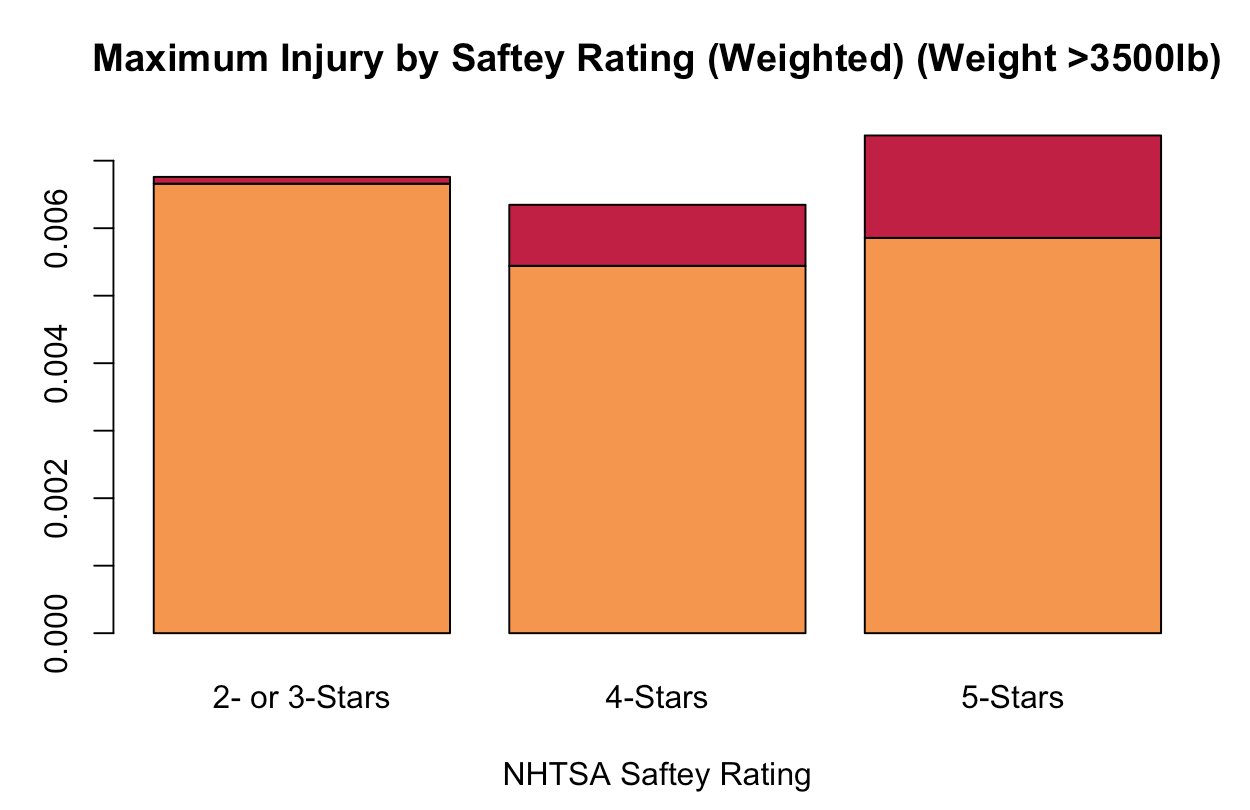 Maximum Injury by Saftey Rating (Weighted) (Weight >3500lb)
0.006
0.004
0.002
0.000
2- or 3-Stars
4-Stars
5-Stars
NHTSA Saftey Rating